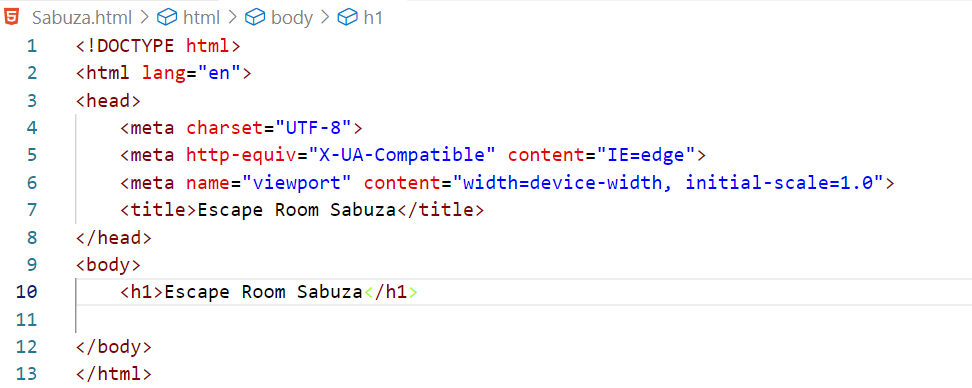 Sabuza.html > html > body > h1
1 <!DOCTYPE html>
2 <html lang="en">
3 <head>
4     <meta charset="UTF-8">
5     <meta http-equiv="X-UA-Compatible" content="IE=edge">
6     <meta name="viewport" content="width=device-width, initial-scale=1.0">
7     <title>Escape Room Sabuza</title>
8 </head>
9 <body>
10     <h1>Escape Room Sabuza</h1>
11
12 </body>
13 </html>